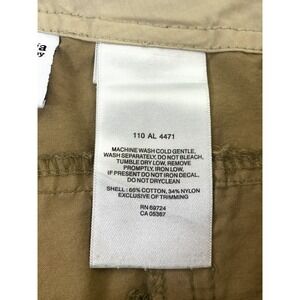 110 AL 4471
MACHINE WASH COLD GENTLE,
WASH SEPARATELY. DO NOT BLEACH.
TUMBLE DRY LOW, REMOVE
PROMPTLY. IRON LOW.
IF PRESENT DO NOT IRON DECAL.
DO NOT DRYCLEAN
SHELL: 66% COTTON, 34% NYLON
EXCLUSIVE OF TRIMMING
RN 69724
CA 05367